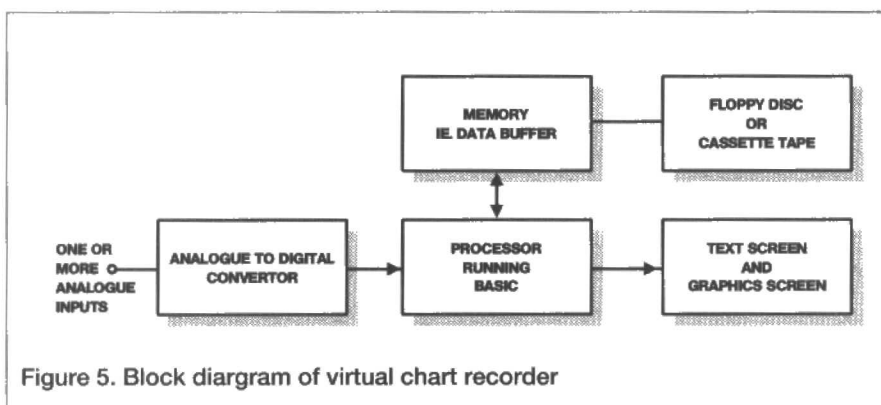 MEMORY
IE. DATA BUFFER
FLOPPY DISC
OR
CASSETTE TAPE
ONE OR
MORE
ANALOGUE
INPUTS
ANALOGUE TO DIGITAL
CONVERTOR
PROCESSOR
RUNNING
BASIC
TEXT SCREEN
AND
GRAPHICS SCREEN
Figure 5. Block diargram of virtual chart recorder